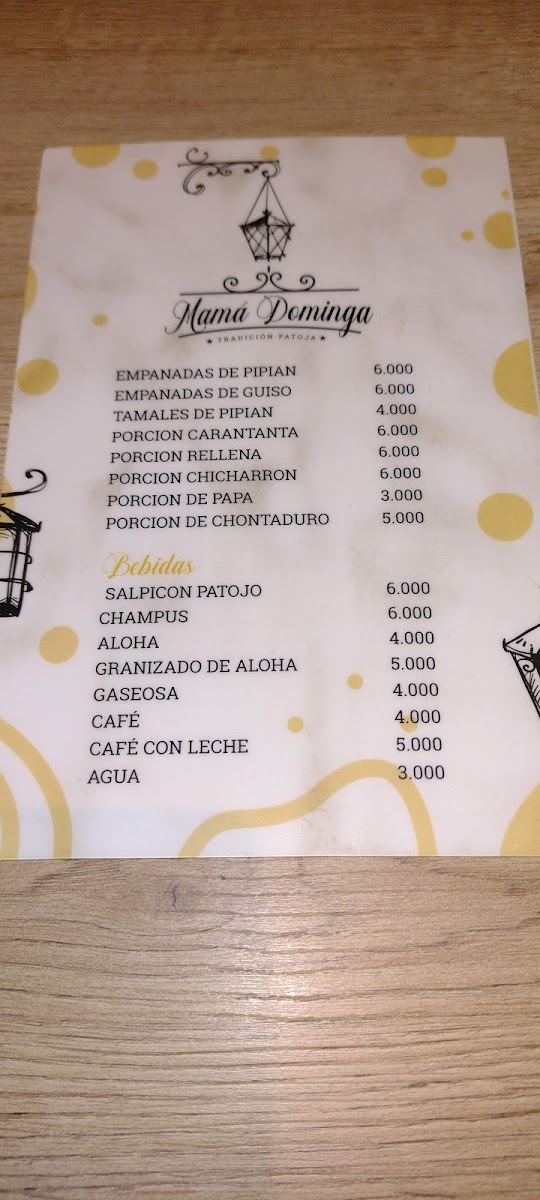 Mamá Dominga
★ TRADICIÓN PATOJA ★
EMPANADAS DE PIPIAN 6.000
EMPANADAS DE GUISO 6.000
TAMALES DE PIPIAN 4.000
PORCION CARANTANTA 6.000
PORCION RELLENA 6.000
PORCION CHICHARRON 6.000
PORCION DE PAPA 3.000
PORCION DE CHONTADURO 5.000
Bebidas
SALPICON PATOJO 6.000
CHAMPUS 6.000
ALOHA 4.000
GRANIZADO DE ALOHA 5.000
GASEOSA 4.000
CAFÉ 4.000
CAFÉ CON LECHE 5.000
AGUA 3.000